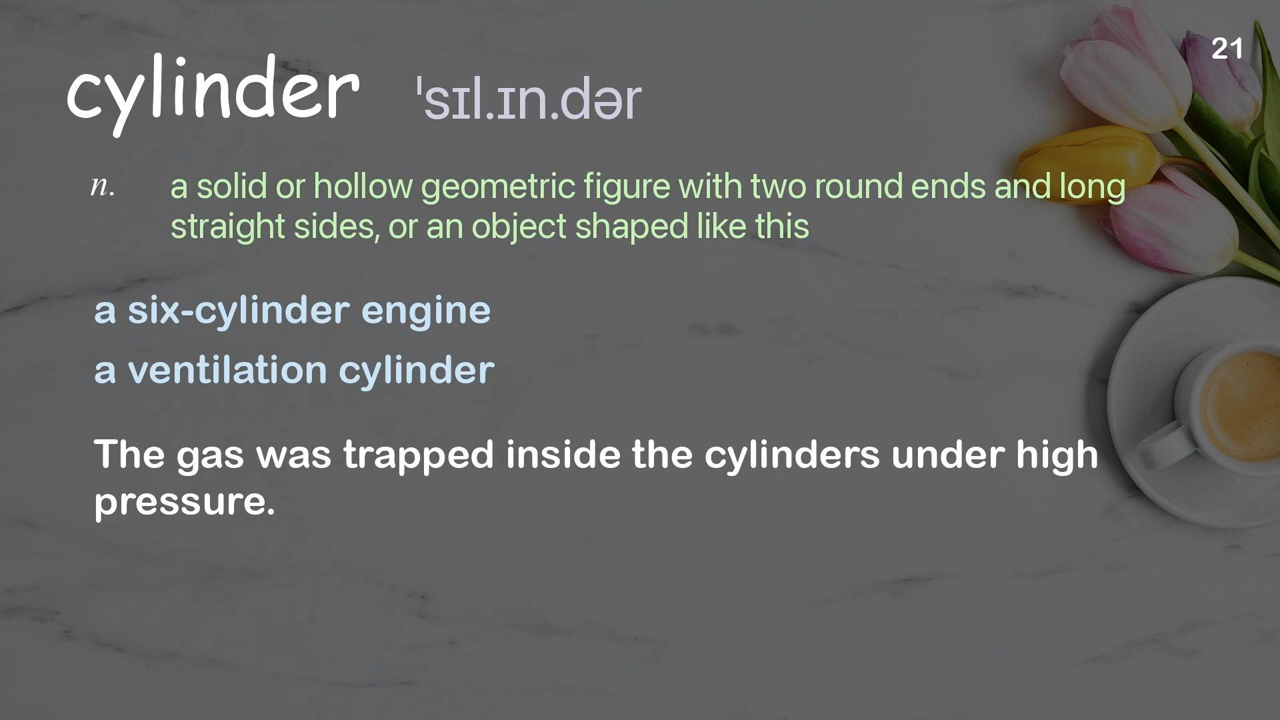 21
cylinder ˈsɪl.ɪn.dər
n. a solid or hollow geometric figure with two round ends and long
straight sides, or an object shaped like this
a six-cylinder engine
a ventilation cylinder
The gas was trapped inside the cylinders under high
pressure.